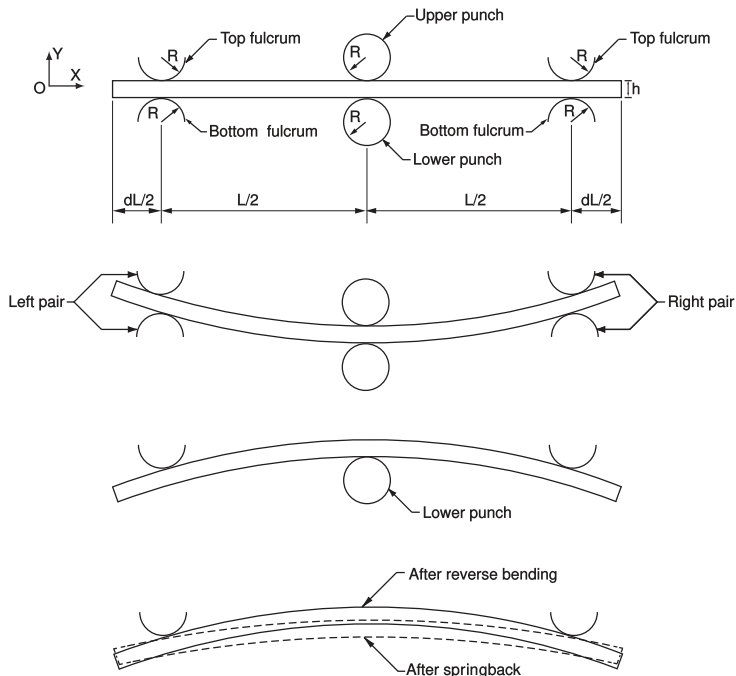 Upper punch
Y
R
Top fulcrum
R
R
Top fulcrum
O
X
h
R
Bottom fulcrum
R
Bottom fulcrum
R
Lower punch
dL/2
L/2
L/2
dL/2
Left pair
Right pair
Lower punch
After reverse bending
After springback